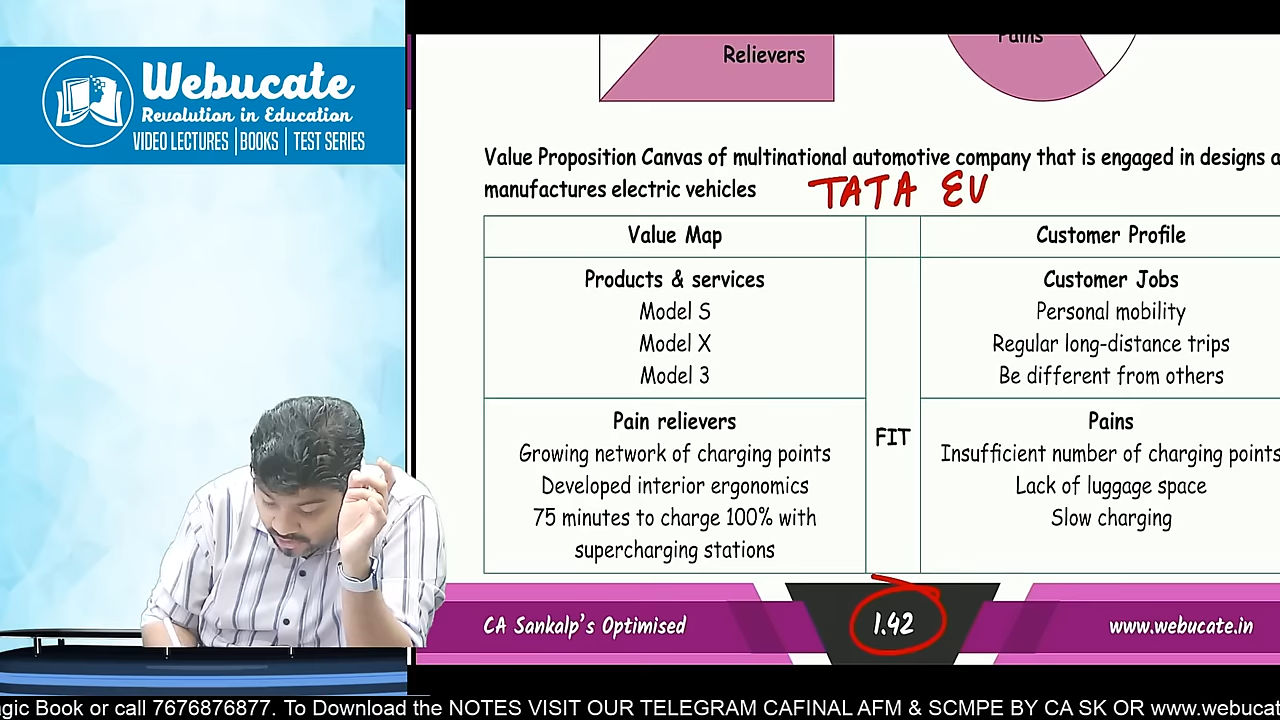 Webucate
Revolution in Education
VIDEO LECTURES | BOOKS | TEST SERIES
Relievers
Pains
Value Proposition Canvas of multinational automotive company that is engaged in designs a
manufactures electric vehicles
TATA EV
Value Map
Customer Profile
Products & services
Model S
Model X
Model 3
Customer Jobs
Personal mobility
Regular long-distance trips
Be different from others
Pain relievers
Growing network of charging points
Developed interior ergonomics
75 minutes to charge 100% with
supercharging stations
FIT
Pains
Insufficient number of charging points
Lack of luggage space
Slow charging
CA Sankalp's Optimised
1.42
www.webucate.in
gic Book or call 7676876877. To Download the NOTES VISIT OUR TELEGRAM CAFINAL AFM & SCMPE BY CA SK OR www.webucat